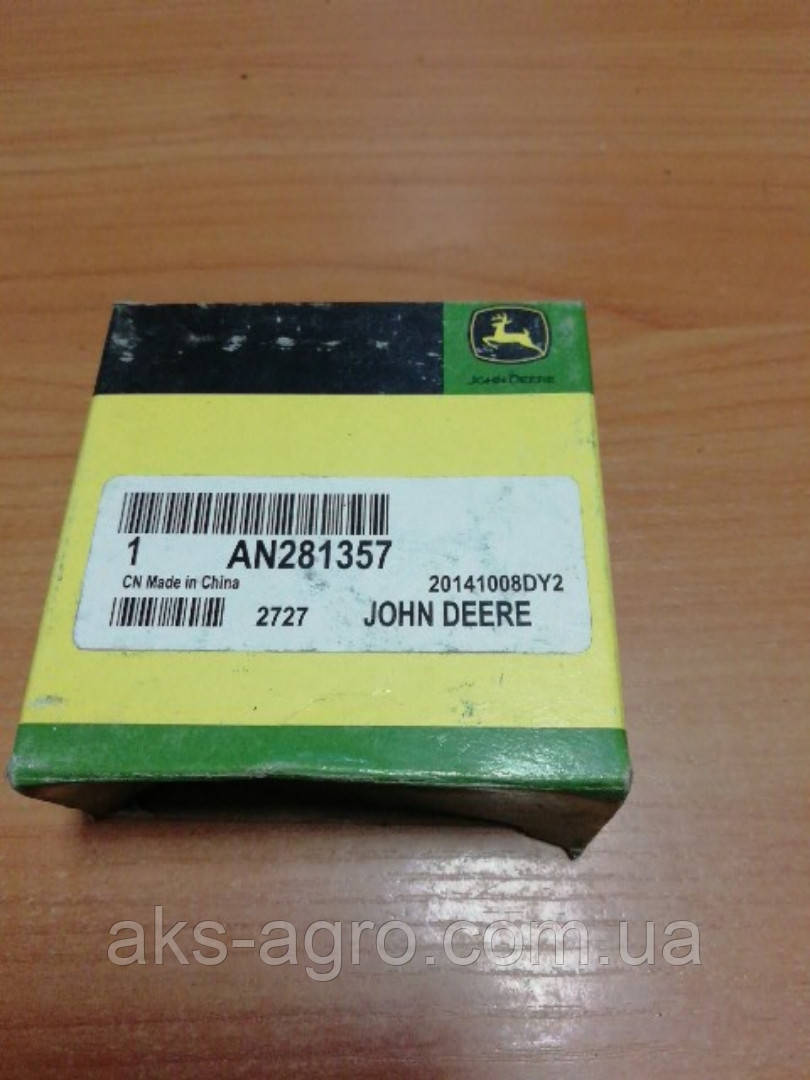 JOHN DEERE
1 AN281357
CN Made in China 20141008DY2
2727 JOHN DEERE
aks-agro.com.ua